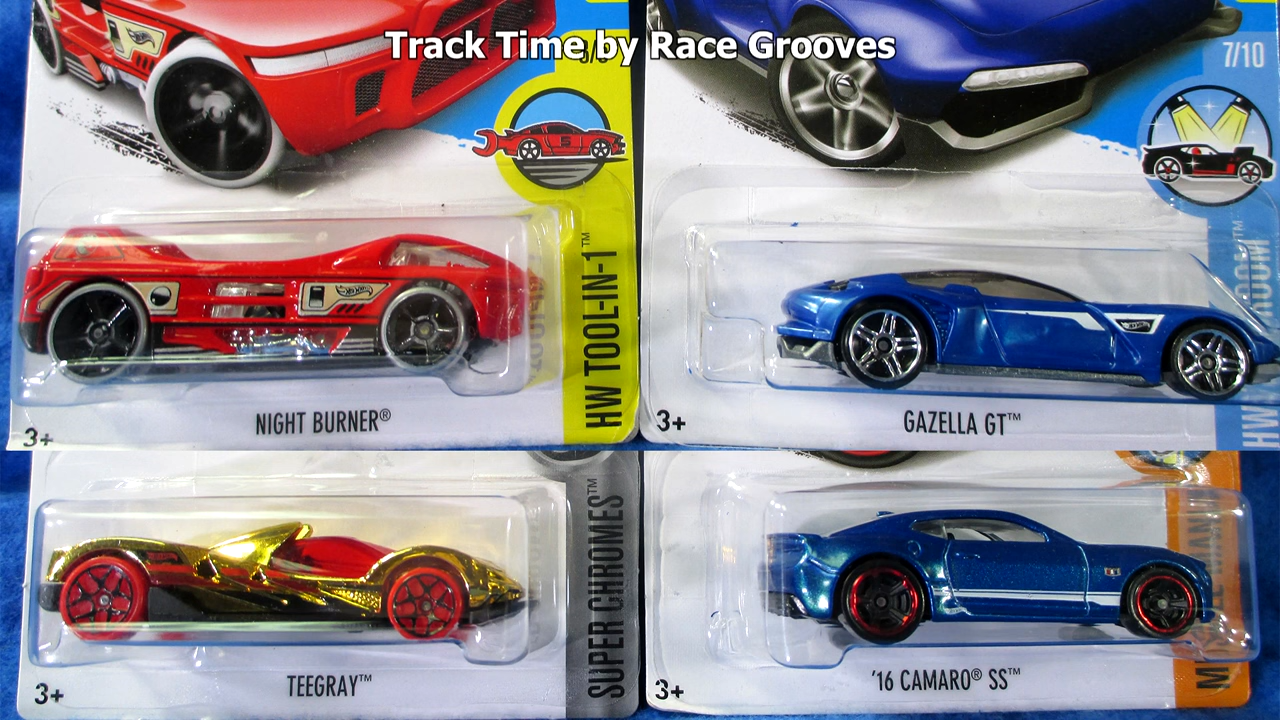 Track Time by Race Grooves
7/10
HW TOOL-IN-1™
NIGHT BURNER®
3+
GAZELLA GT™
3+
SUPER CHROMES™
TEEGRAY™
3+
'16 CAMARO® SS™
3+